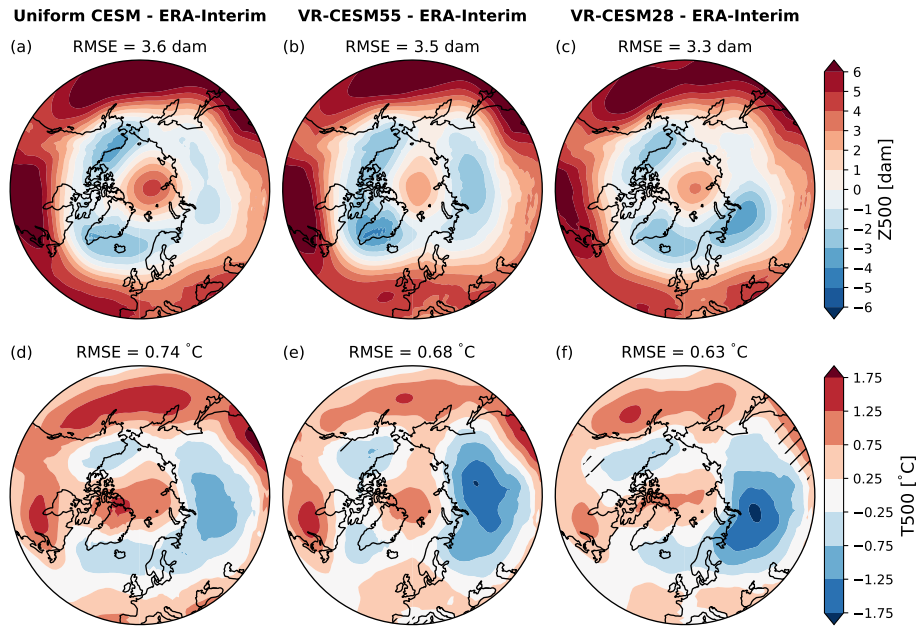 Uniform CESM - ERA-Interim
VR-CESM55 - ERA-Interim
VR-CESM28 - ERA-Interim
(a)
RMSE = 3.6 dam
(b)
RMSE = 3.5 dam
(c)
RMSE = 3.3 dam
6
5
4
3
2
1
0
−1
−2
−3
−4
−5
−6
Z500 [dam]
(d)
RMSE = 0.74 °C
(e)
RMSE = 0.68 °C
(f)
RMSE = 0.63 °C
1.75
1.25
0.75
0.25
−0.25
−0.75
−1.25
−1.75
T500 [°C]